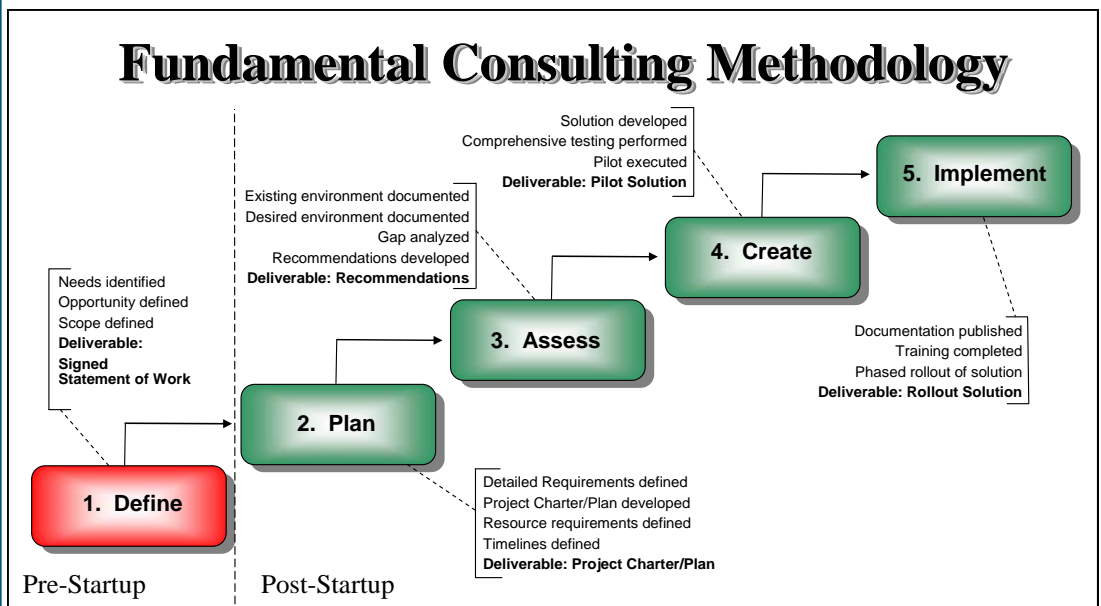 Fundamental Consulting Methodology
Needs identified
Opportunity defined
Scope defined
Deliverable:
Signed
Statement of Work
1. Define
Pre-Startup
2. Plan
Detailed Requirements defined
Project Charter/Plan developed
Resource requirements defined
Timelines defined
Deliverable: Project Charter/Plan
Post-Startup
Existing environment documented
Desired environment documented
Gap analyzed
Recommendations developed
Deliverable: Recommendations
3. Assess
Solution developed
Comprehensive testing performed
Pilot executed
Deliverable: Pilot Solution
4. Create
5. Implement
Documentation published
Training completed
Phased rollout of solution
Deliverable: Rollout Solution